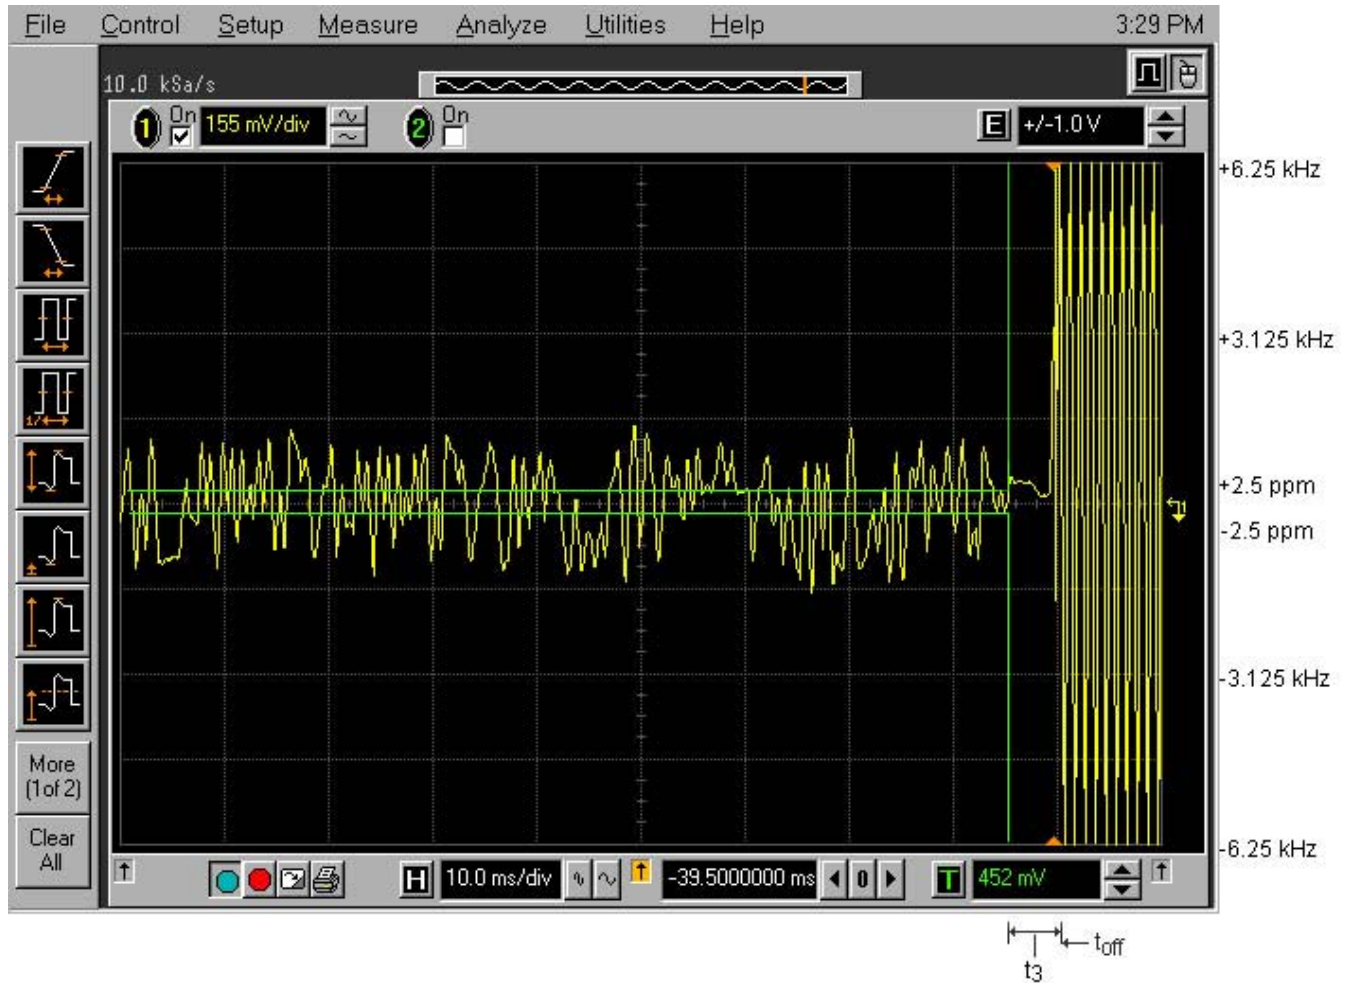 File Control Setup Measure Analyze Utilities Help 3:29 PM
10.0 kSa/s
1 On 155 mV/div 2 On E +/-1.0 V
+6.25 kHz
+3.125 kHz
+2.5 ppm
-2.5 ppm
-3.125 kHz
-6.25 kHz
1/
More
(1of 2)
Clear
All
H 10.0 ms/div -39.5000000 ms 0 T 452 mV
toff
t3